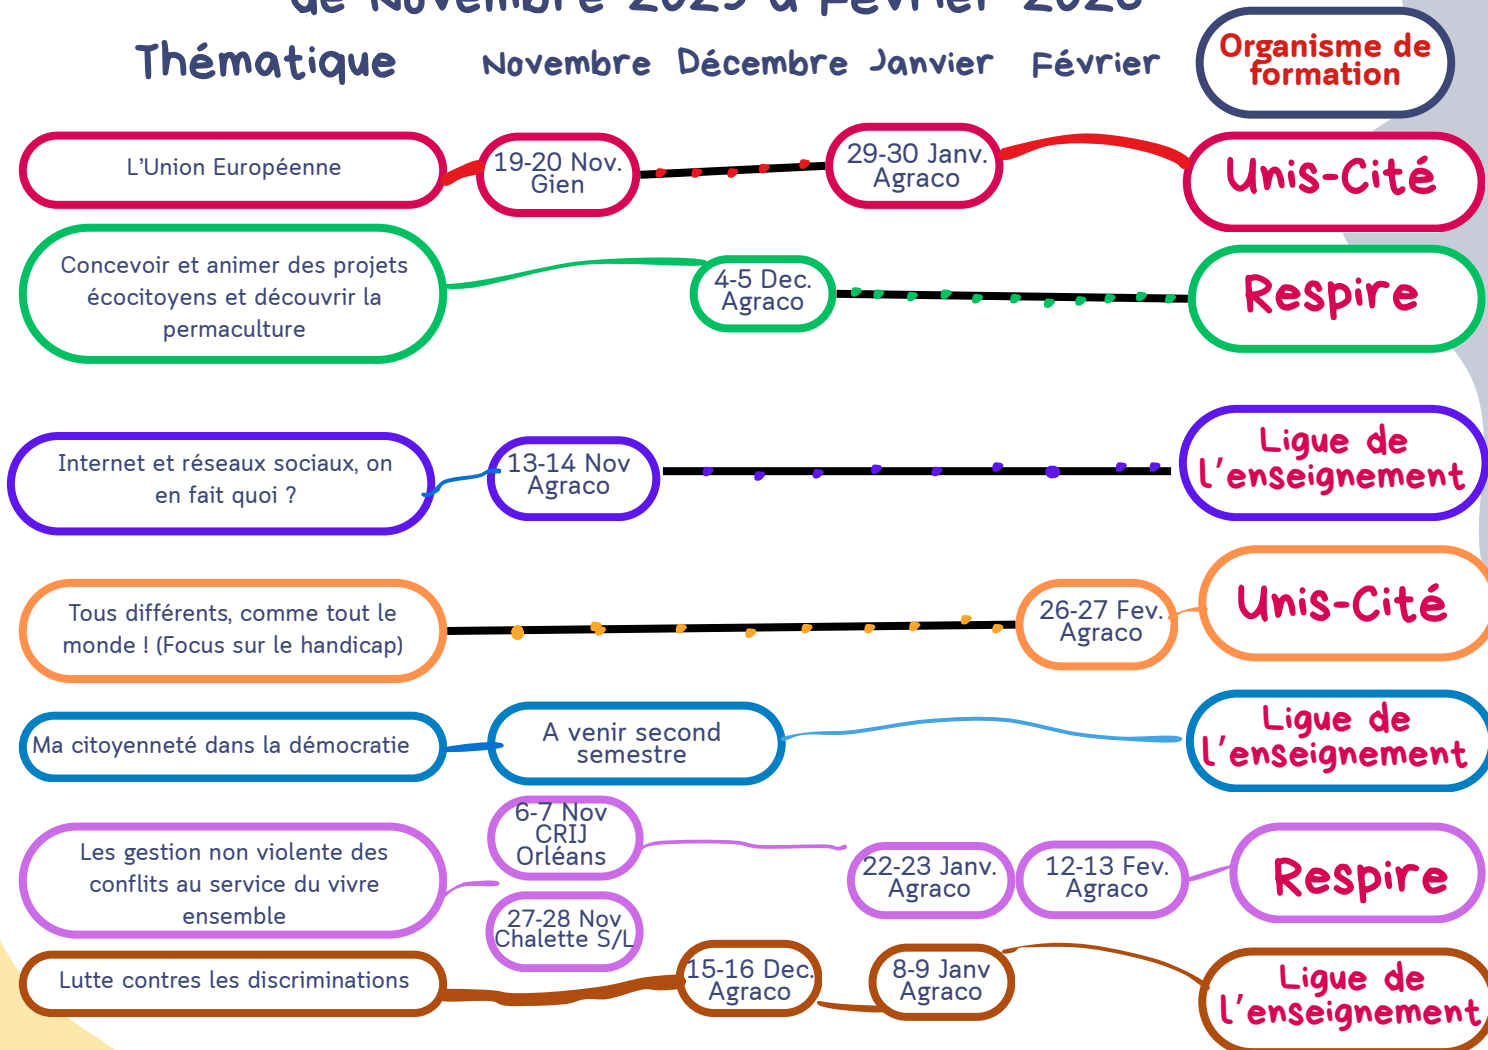 de Novembre 2025 à Février 2026
Thématique
Novembre
Décembre
Janvier
Février
Organisme de
formation
L'Union Européenne
19-20 Nov.
Gien
29-30 Janv.
Agraco
Unis-Cité
Concevoir et animer des projets
écocitoyens et découvrir la
permaculture
4-5 Dec.
Agraco
Respire
Internet et réseaux sociaux, on
en fait quoi ?
13-14 Nov
Agraco
Ligue de
l'enseignement
Tous différents, comme tout le
monde ! (Focus sur le handicap)
26-27 Fev.
Agraco
Unis-Cité
Ma citoyenneté dans la démocratie
A venir second
semestre
Ligue de
l'enseignement
Les gestion non violente des
conflits au service du vivre
ensemble
6-7 Nov
CRIJ
Orléans
27-28 Nov
Chalette S/L
22-23 Janv.
Agraco
12-13 Fev.
Agraco
Respire
Lutte contres les discriminations
15-16 Dec.
Agraco
8-9 Janv
Agraco
Ligue de
l'enseignement